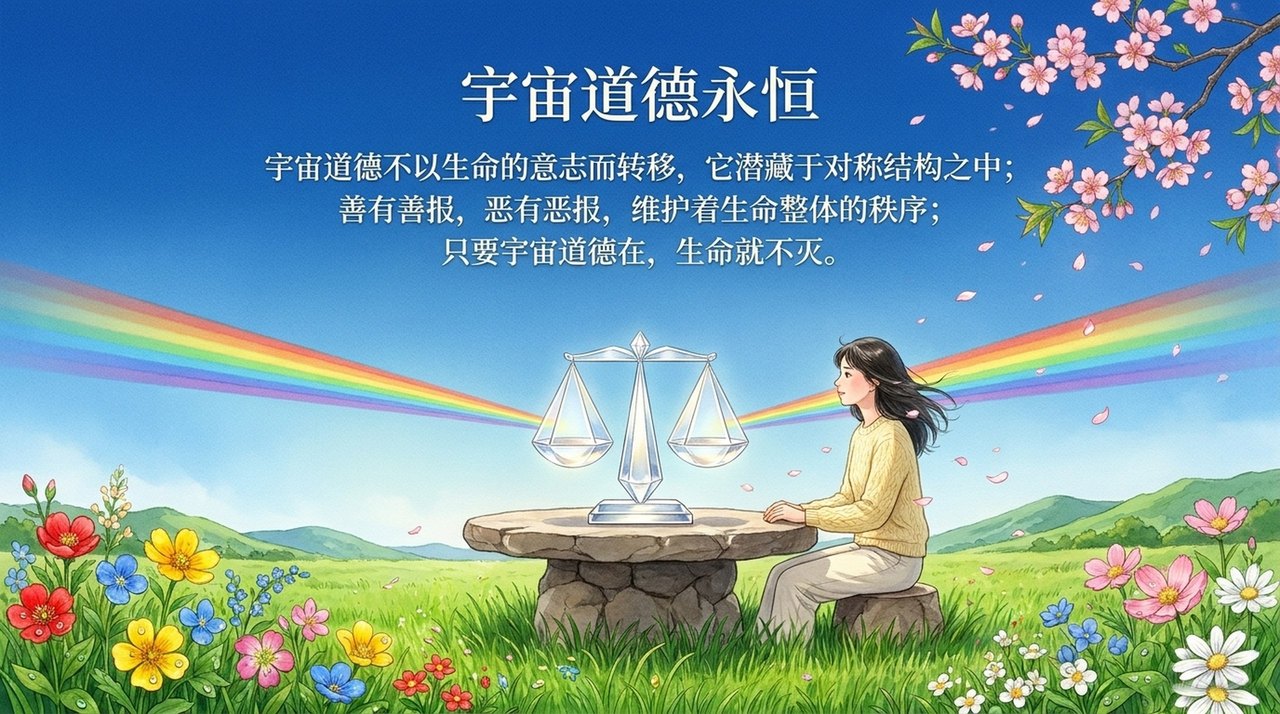 宇宙道德永恒
宇宙道德不以生命的意志而转移，它潜藏于对称结构之中；
善有善报，恶有恶报，维护着生命整体的秩序；
只要宇宙道德在，生命就不灭。